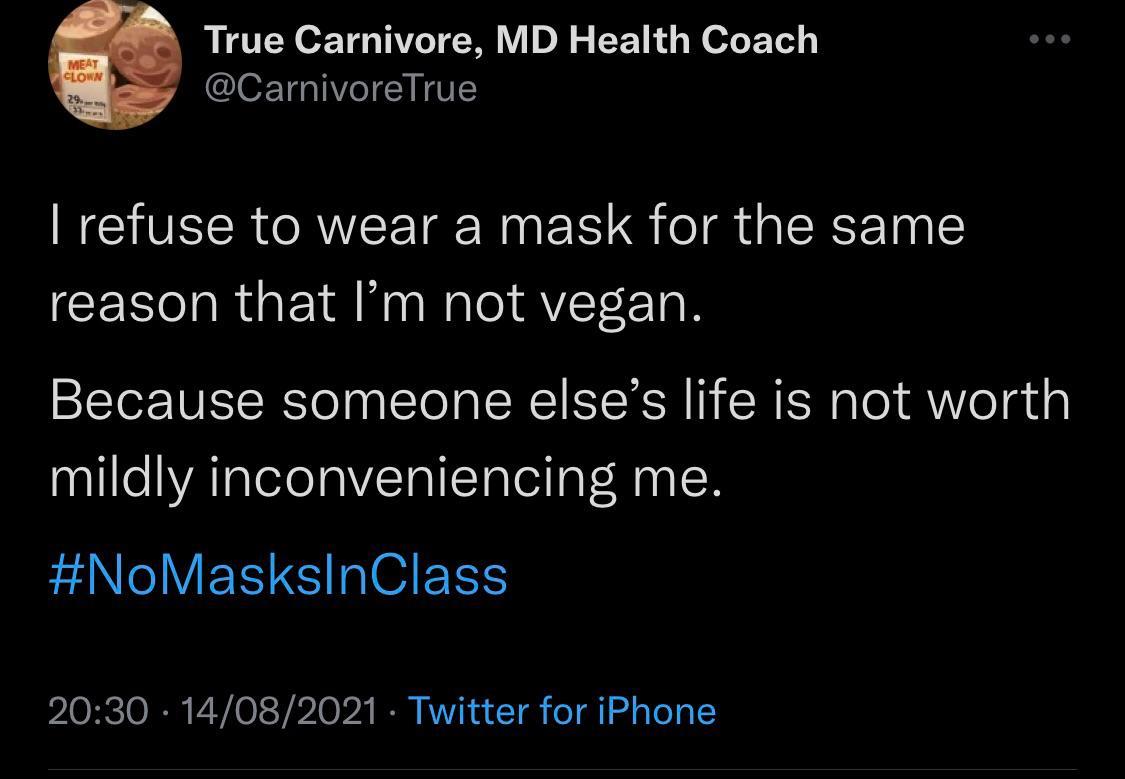 True Carnivore, MD Health Coach
@CarnivoreTrue
MEAT
CLOWN
I refuse to wear a mask for the same
reason that I’m not vegan.
Because someone else’s life is not worth
mildly inconveniencing me.
#NoMasksInClass
20:30 · 14/08/2021 · Twitter for iPhone